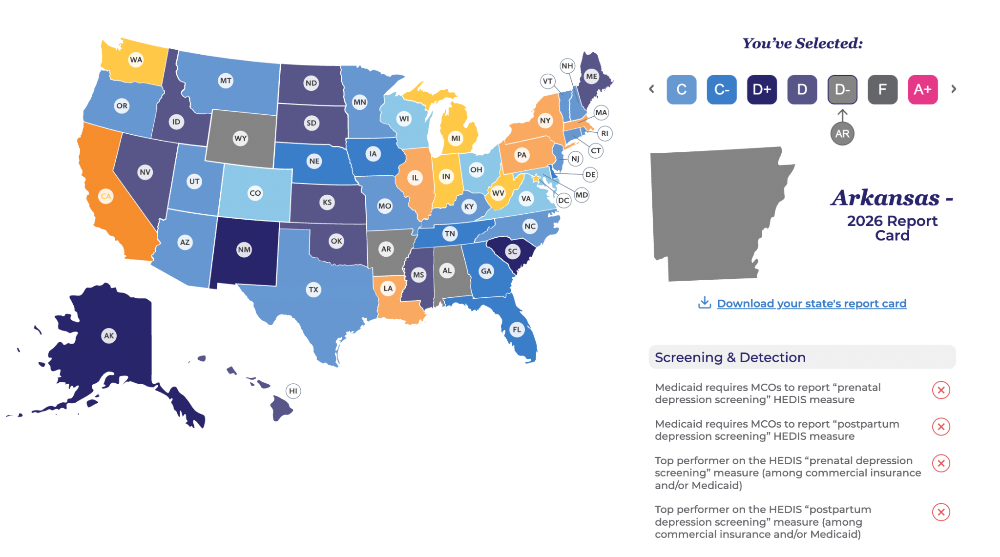 WA
MT
ND
MN
OR
ID
WY
SD
WI
MI
NY
ME
NH
VT
MA
RI
CT
NJ
DE
MD
DC
CA
NV
UT
CO
NE
IA
IL
IN
OH
PA
WV
VA
KS
MO
KY
NC
AZ
NM
OK
AR
TN
SC
TX
LA
MS
AL
GA
FL
AK
HI
You’ve Selected:
‹ C C- D+ D D- F A+ ›
AR
Arkansas -
2026 Report
Card
Download your state's report card
Screening & Detection
Medicaid requires MCOs to report “prenatal
depression screening” HEDIS measure
Medicaid requires MCOs to report “postpartum
depression screening” HEDIS measure
Top performer on the HEDIS “prenatal depression
screening” measure (among commercial insurance
and/or Medicaid)
Top performer on the HEDIS “postpartum
depression screening” measure (among
commercial insurance and/or Medicaid)